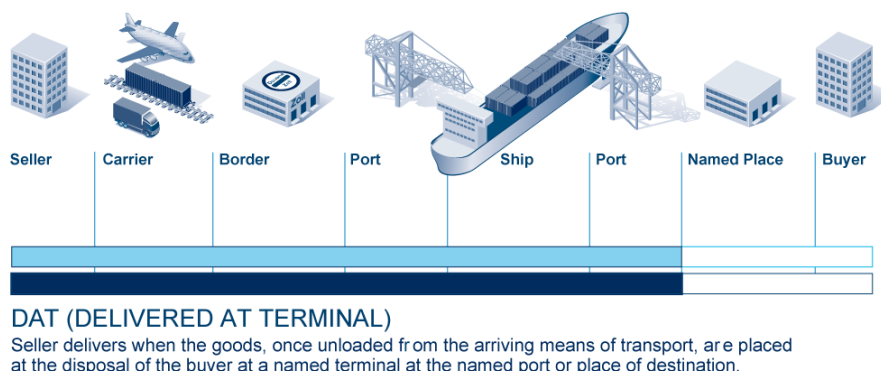 Zoll
Seller Carrier Border Port Ship Port Named Place Buyer
DAT (DELIVERED AT TERMINAL)
Seller delivers when the goods, once unloaded from the arriving means of transport, are placed
at the disposal of the buyer at a named terminal at the named port or place of destination.